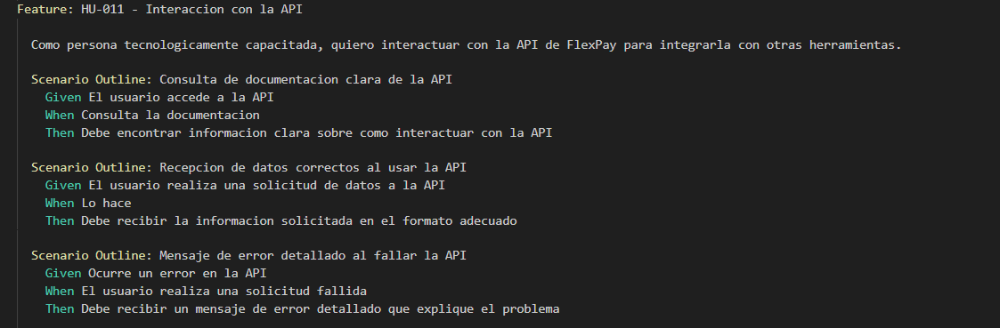 Feature: HU-011 - Interaccion con la API
Como persona tecnologicamente capacitada, quiero interactuar con la API de FlexPay para integrarla con otras herramientas.
Scenario Outline: Consulta de documentacion clara de la API
Given El usuario accede a la API
When Consulta la documentacion
Then Debe encontrar informacion clara sobre como interactuar con la API
Scenario Outline: Recepcion de datos correctos al usar la API
Given El usuario realiza una solicitud de datos a la API
When Lo hace
Then Debe recibir la informacion solicitada en el formato adecuado
Scenario Outline: Mensaje de error detallado al fallar la API
Given Ocurre un error en la API
When El usuario realiza una solicitud fallida
Then Debe recibir un mensaje de error detallado que explique el problema